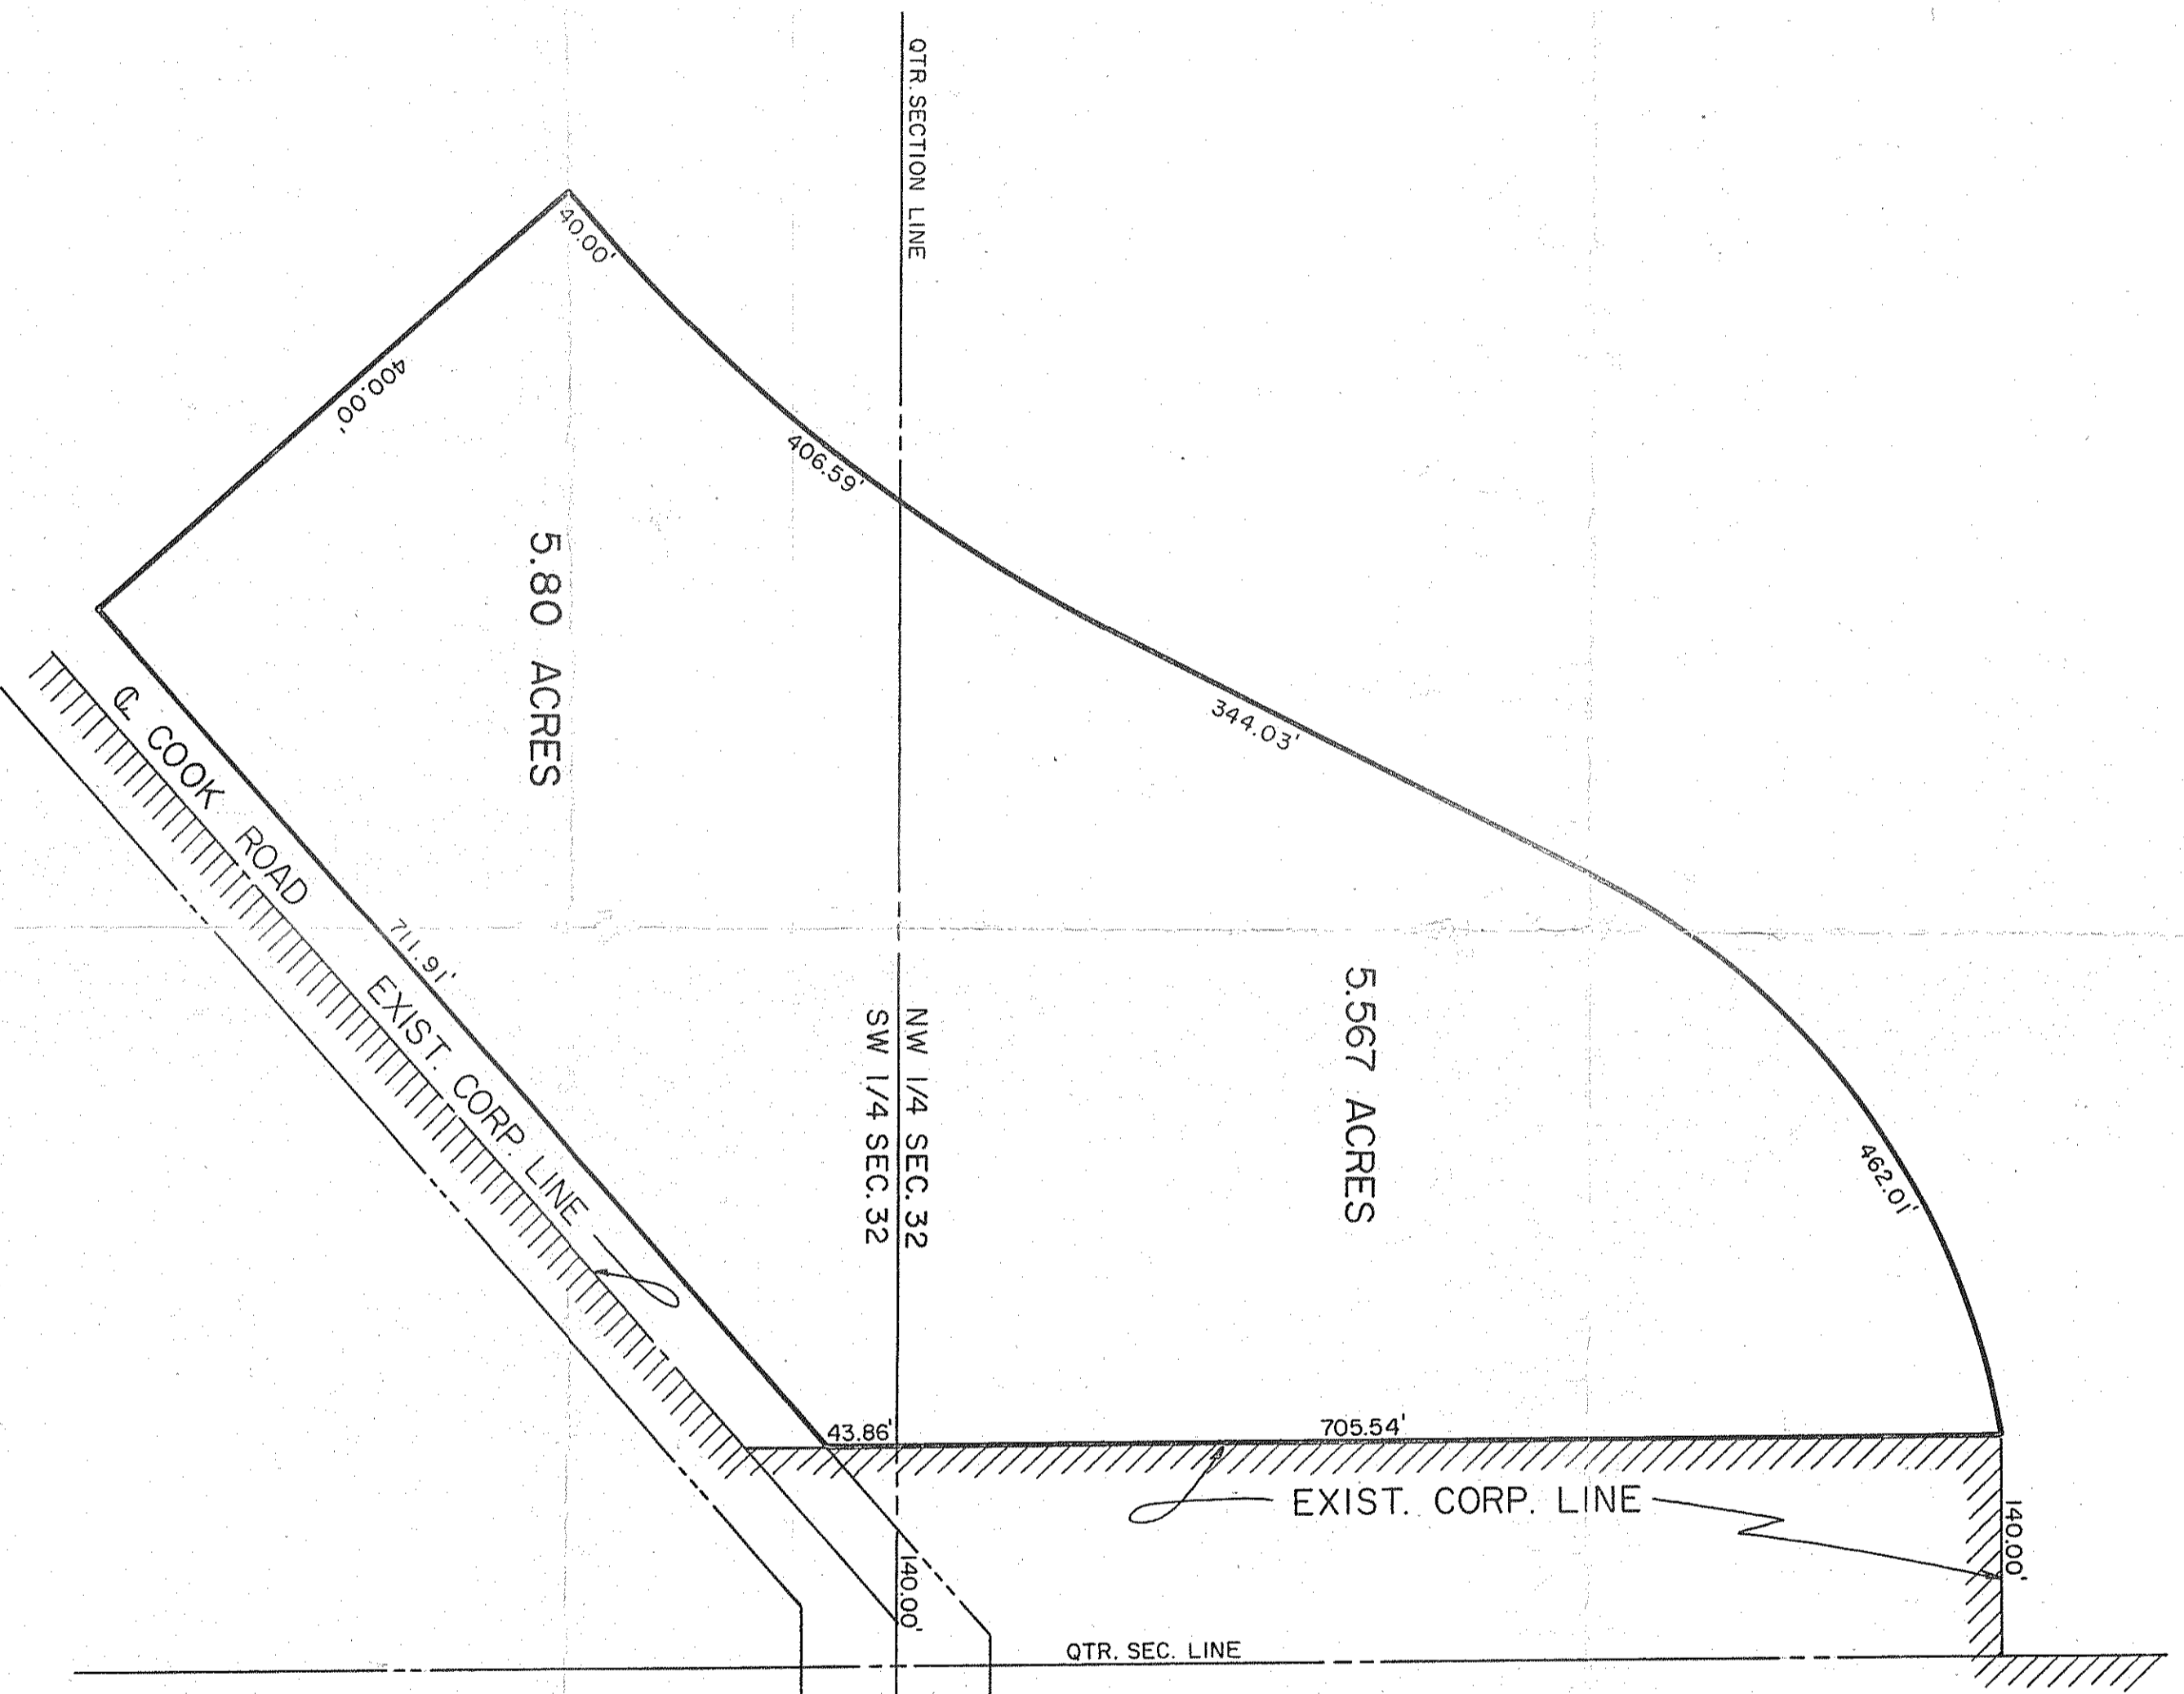 QTR. SECTION LINE
40.00'
400.00'
406.59'
5.80 ACRES
344.03'
℄ COOK ROAD
711.91'
EXIST. CORP. LINE
NW 1/4 SEC. 32
SW 1/4 SEC. 32
5.567 ACRES
462.01'
43.86'
705.54'
EXIST. CORP. LINE
140.00'
140.00'
QTR. SEC. LINE